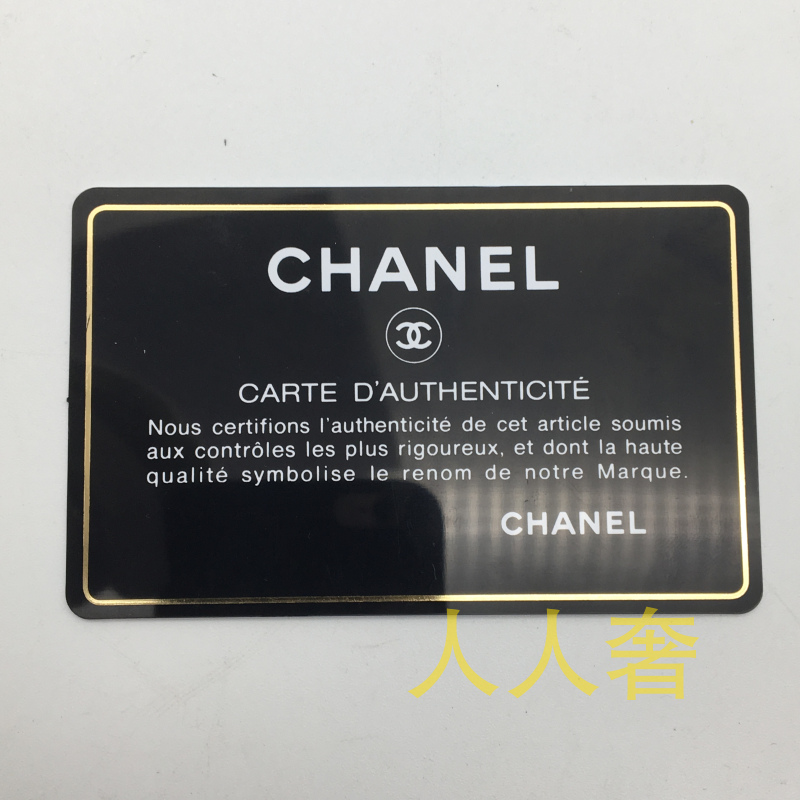 CHANEL
CARTE D'AUTHENTICITÉ
Nous certifions l'authenticité de cet article soumis
aux contrôles les plus rigoureux, et dont la haute
qualité symbolise le renom de notre Marque.
CHANEL
人人奢